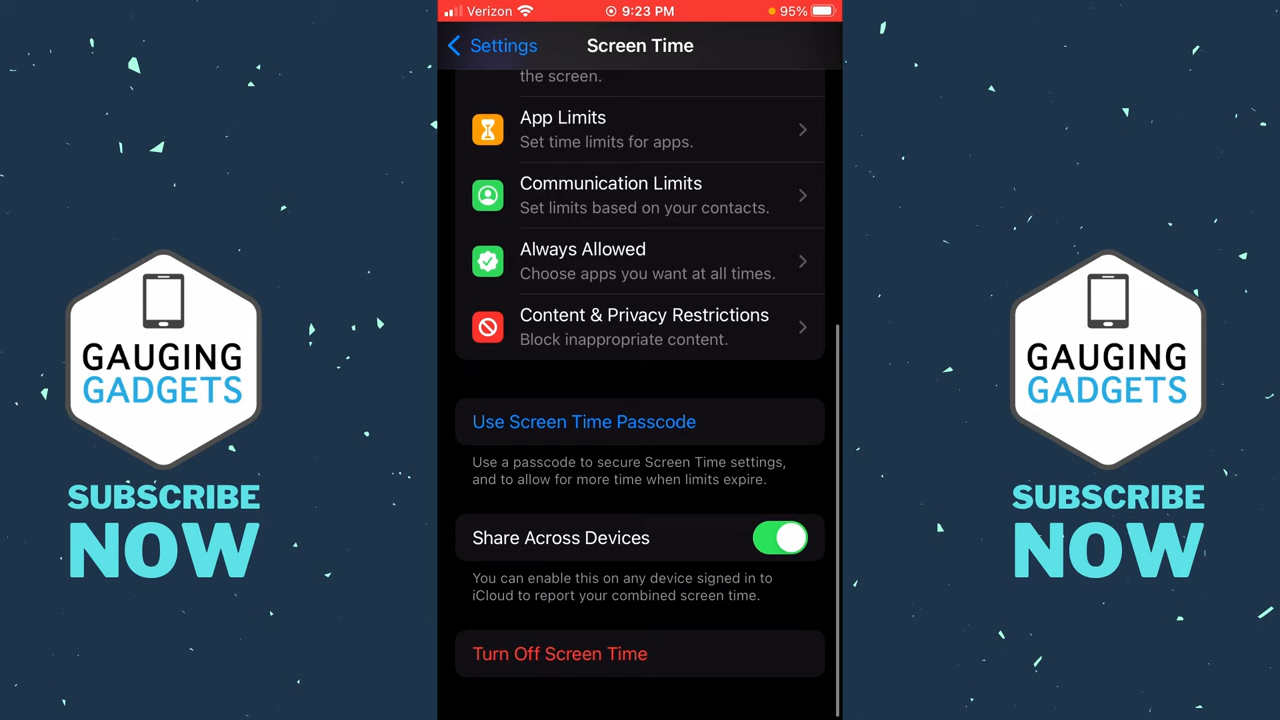 Verizon 9:23 PM 95%
Settings Screen Time
the screen.
App Limits
Set time limits for apps.
Communication Limits
Set limits based on your contacts.
Always Allowed
Choose apps you want at all times.
Content & Privacy Restrictions
Block inappropriate content.
Use Screen Time Passcode
Use a passcode to secure Screen Time settings,
and to allow for more time when limits expire.
Share Across Devices
You can enable this on any device signed in to
iCloud to report your combined screen time.
Turn Off Screen Time
GAUGING
GADGETS
SUBSCRIBE
NOW
GAUGING
GADGETS
SUBSCRIBE
NOW